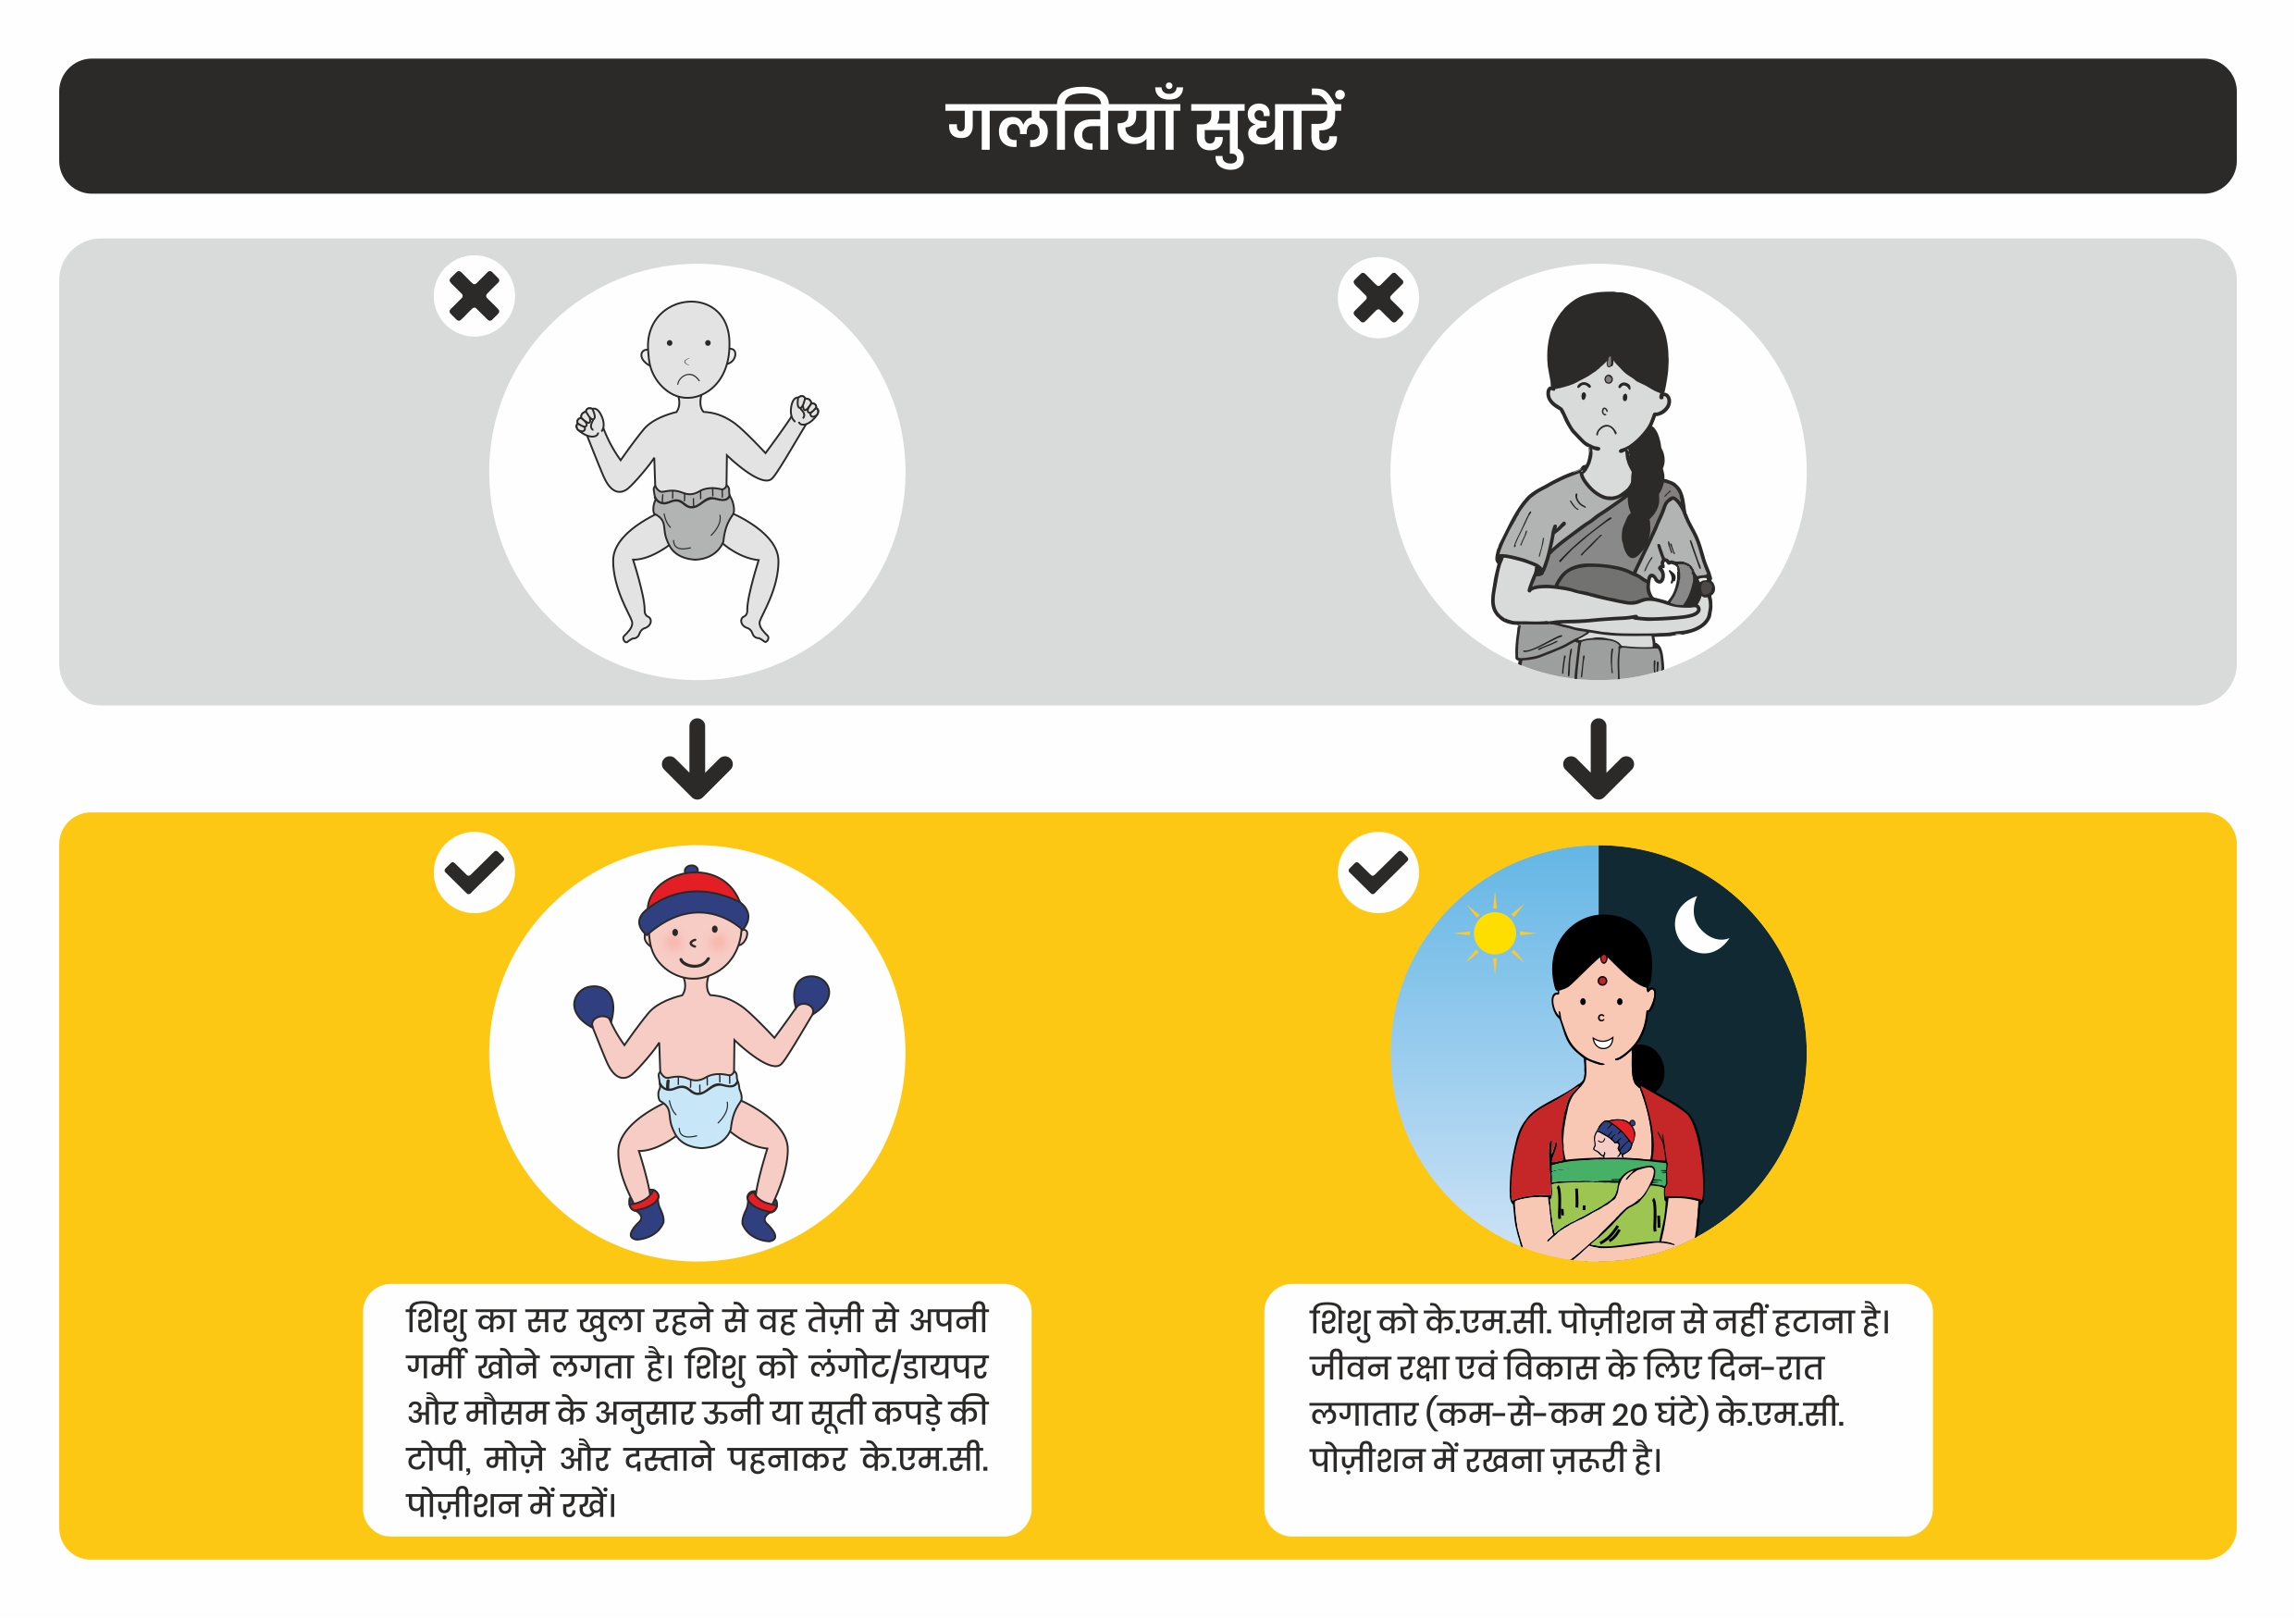 गलतियाँ सुधारें
शिशु का सर खुला रहने से वह तेज़ी से अपनी
गर्मी खोने लगता है। शिशु को लंगोट/डायपर
और मौसम के अनुसार ऊनी या सूती कपड़े की
टोपी, मोज़े और दस्ताने पहनाकर के.एम.सी.
पोज़ीशन में रखें।
शिशु को के.एम.सी. पोज़ीशन से नहीं हटाना है।
जीवन रक्षा एवं विकास के लिए दिन-रात
लगातार (कम-से-कम 20 घंटे) के.एम.सी.
पोज़ीशन में रखना ज़रुरी है।